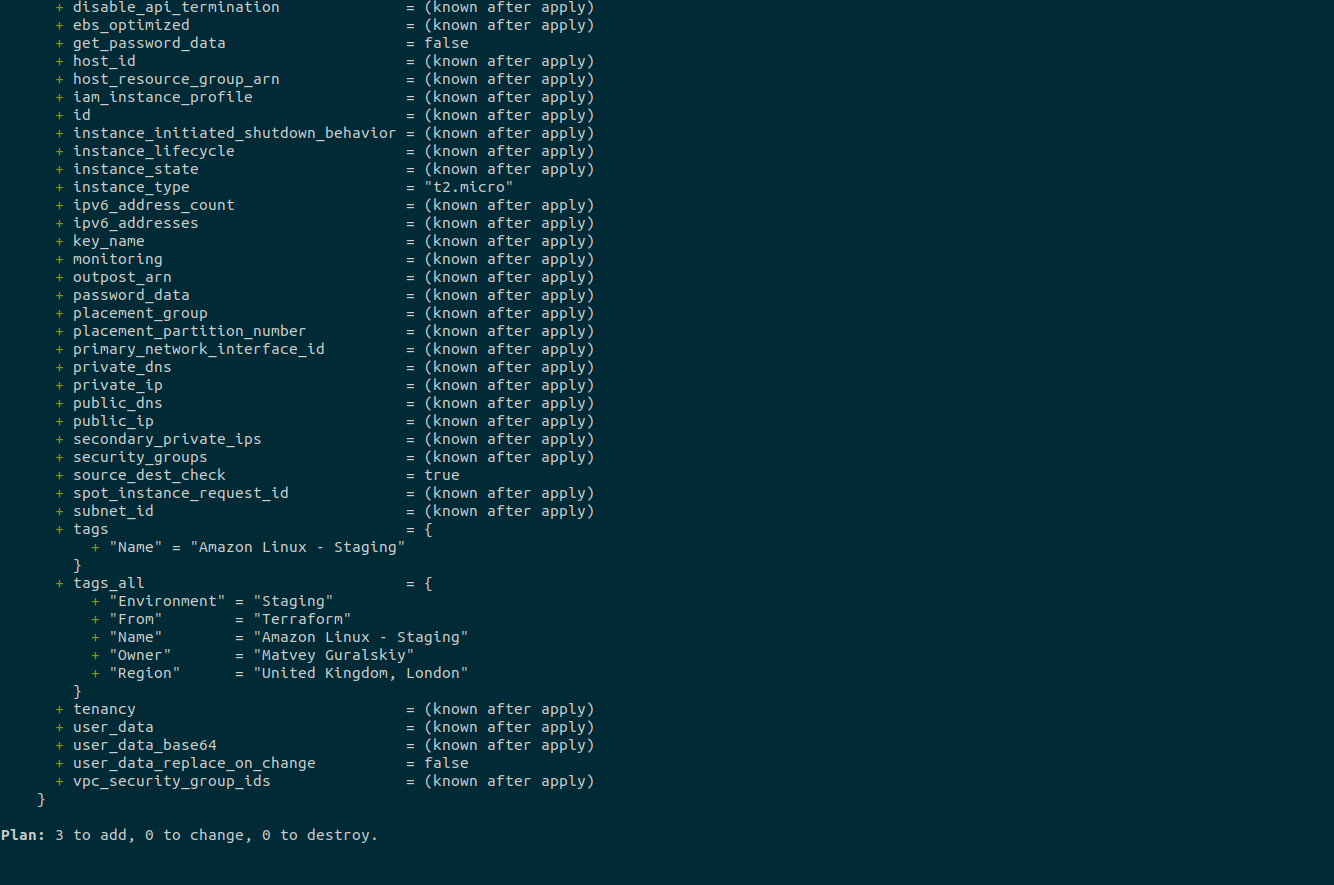 + disable_api_termination = (known after apply)
+ ebs_optimized = (known after apply)
+ get_password_data = false
+ host_id = (known after apply)
+ host_resource_group_arn = (known after apply)
+ iam_instance_profile = (known after apply)
+ id = (known after apply)
+ instance_initiated_shutdown_behavior = (known after apply)
+ instance_lifecycle = (known after apply)
+ instance_state = (known after apply)
+ instance_type = "t2.micro"
+ ipv6_address_count = (known after apply)
+ ipv6_addresses = (known after apply)
+ key_name = (known after apply)
+ monitoring = (known after apply)
+ outpost_arn = (known after apply)
+ password_data = (known after apply)
+ placement_group = (known after apply)
+ placement_partition_number = (known after apply)
+ primary_network_interface_id = (known after apply)
+ private_dns = (known after apply)
+ private_ip = (known after apply)
+ public_dns = (known after apply)
+ public_ip = (known after apply)
+ secondary_private_ips = (known after apply)
+ security_groups = (known after apply)
+ source_dest_check = true
+ spot_instance_request_id = (known after apply)
+ subnet_id = (known after apply)
+ tags = {
+ "Name" = "Amazon Linux - Staging"
}
+ tags_all = {
+ "Environment" = "Staging"
+ "From" = "Terraform"
+ "Name" = "Amazon Linux - Staging"
+ "Owner" = "Matvey Guralskiy"
+ "Region" = "United Kingdom, London"
}
+ tenancy = (known after apply)
+ user_data = (known after apply)
+ user_data_base64 = (known after apply)
+ user_data_replace_on_change = false
+ vpc_security_group_ids = (known after apply)
}
Plan: 3 to add, 0 to change, 0 to destroy.